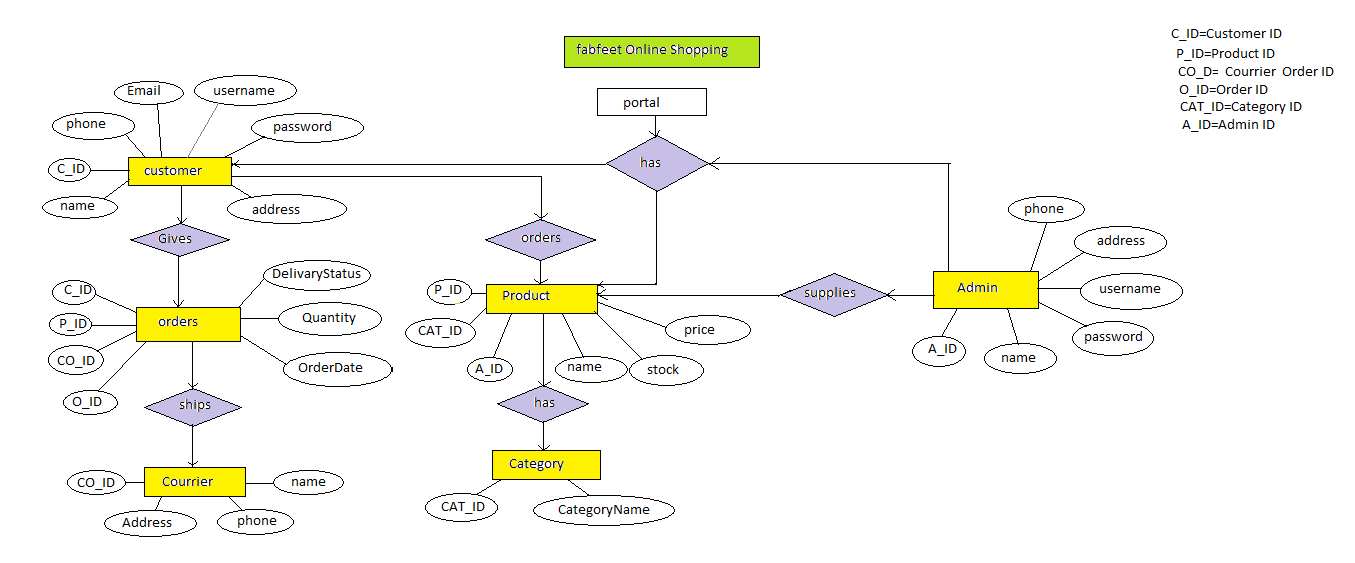 fabfeet Online Shopping
C_ID=Customer ID
P_ID=Product ID
CO_D= Courrier Order ID
O_ID=Order ID
CAT_ID=Category ID
A_ID=Admin ID
portal
has
Email
username
phone
password
C_ID
customer
name
address
Gives
orders
phone
address
Admin
username
password
A_ID
name
supplies
DelivaryStatus
C_ID
P_ID
orders
Quantity
CO_ID
OrderDate
O_ID
P_ID
Product
CAT_ID
price
A_ID
name
stock
ships
has
CO_ID
Courrier
name
Address
phone
Category
CAT_ID
CategoryName